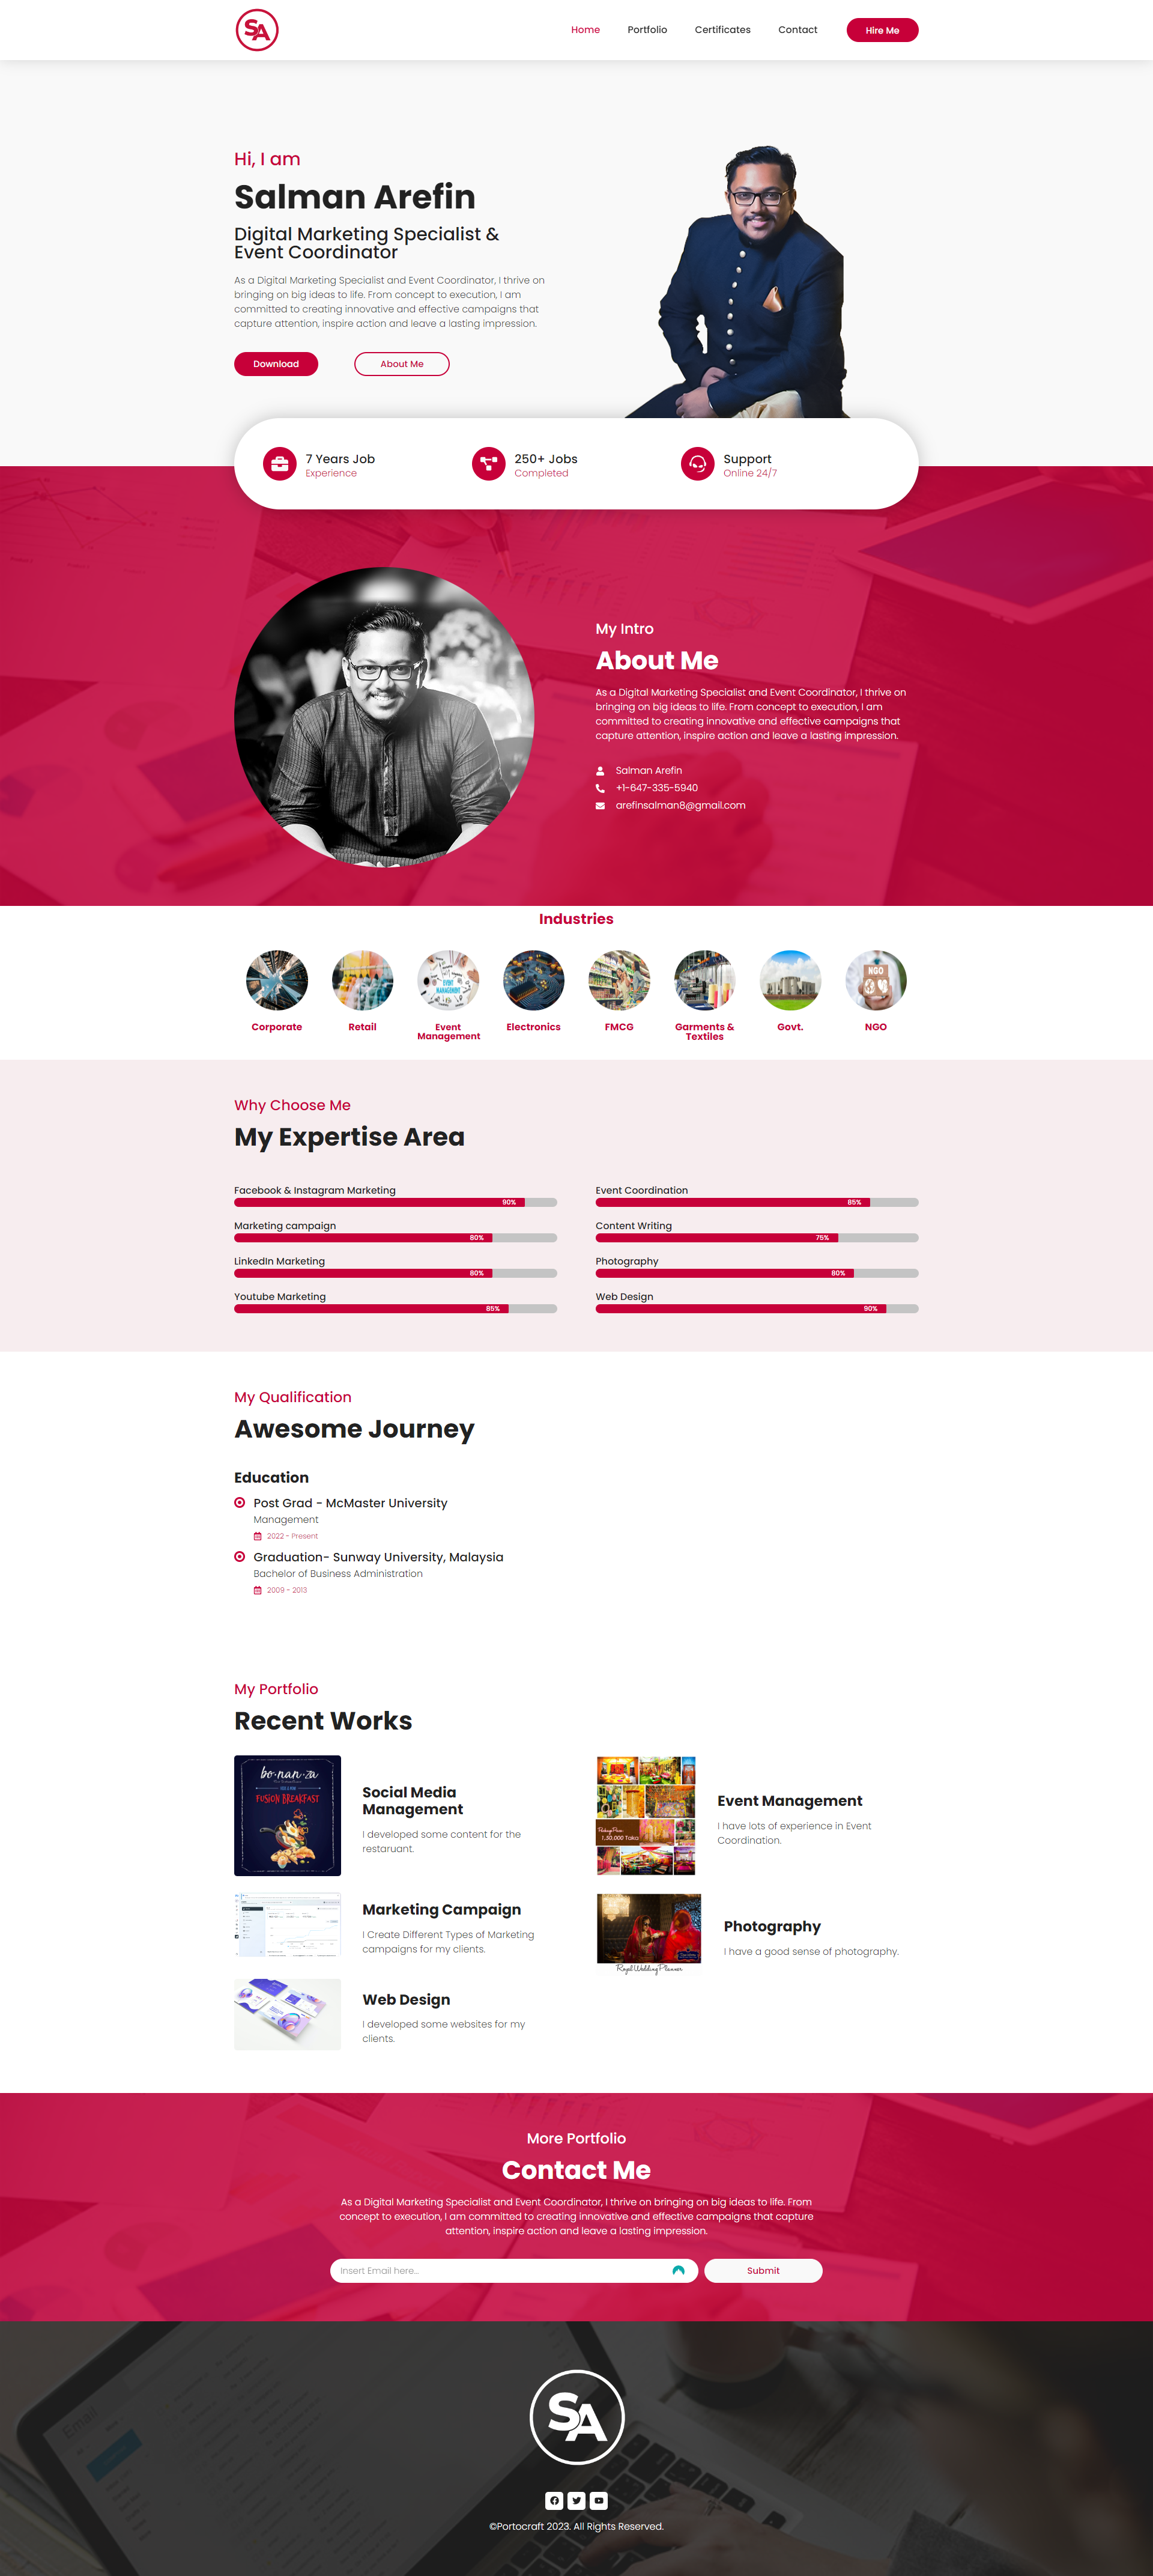 SA
Home
Portfolio
Certificates
Contact
Hire Me
Hi, I am
Salman Arefin
Digital Marketing Specialist &
Event Coordinator
As a Digital Marketing Specialist and Event Coordinator, I thrive on
bringing on big ideas to life. From concept to execution, I am
committed to creating innovative and effective campaigns that
capture attention, inspire action and leave a lasting impression.
Download
About Me
7 Years Job
Experience
250+ Jobs
Completed
Support
Online 24/7
My Intro
About Me
As a Digital Marketing Specialist and Event Coordinator, I thrive on
bringing on big ideas to life. From concept to execution, I am
committed to creating innovative and effective campaigns that
capture attention, inspire action and leave a lasting impression.
Salman Arefin
+1-647-335-5940
arefinsalman8@gmail.com
Industries
EVENT
MANAGEMENT
NGO
Corporate
Retail
Event
Management
Electronics
FMCG
Garments &
Textiles
Govt.
NGO
Why Choose Me
My Expertise Area
Facebook & Instagram Marketing
90%
Marketing campaign
80%
LinkedIn Marketing
80%
Youtube Marketing
85%
Event Coordination
85%
Content Writing
75%
Photography
80%
Web Design
90%
My Qualification
Awesome Journey
Education
Post Grad - McMaster University
Management
2022 - Present
Graduation- Sunway University, Malaysia
Bachelor of Business Administration
2009 - 2013
My Portfolio
Recent Works
bo·nan·za
FUSION BREAKFAST
Social Media
Management
I developed some content for the
restaruant.
Package Price:
1,50,000 Taka
Event Management
I have lots of experience in Event
Coordination.
Marketing Campaign
I Create Different Types of Marketing
campaigns for my clients.
Royal Wedding Planner
Photography
I have a good sense of photography.
Web Design
I developed some websites for my
clients.
More Portfolio
Contact Me
As a Digital Marketing Specialist and Event Coordinator, I thrive on bringing on big ideas to life. From
concept to execution, I am committed to creating innovative and effective campaigns that capture
attention, inspire action and leave a lasting impression.
Insert Email here...
Submit
Email
SA
©Portocraft 2023. All Rights Reserved.